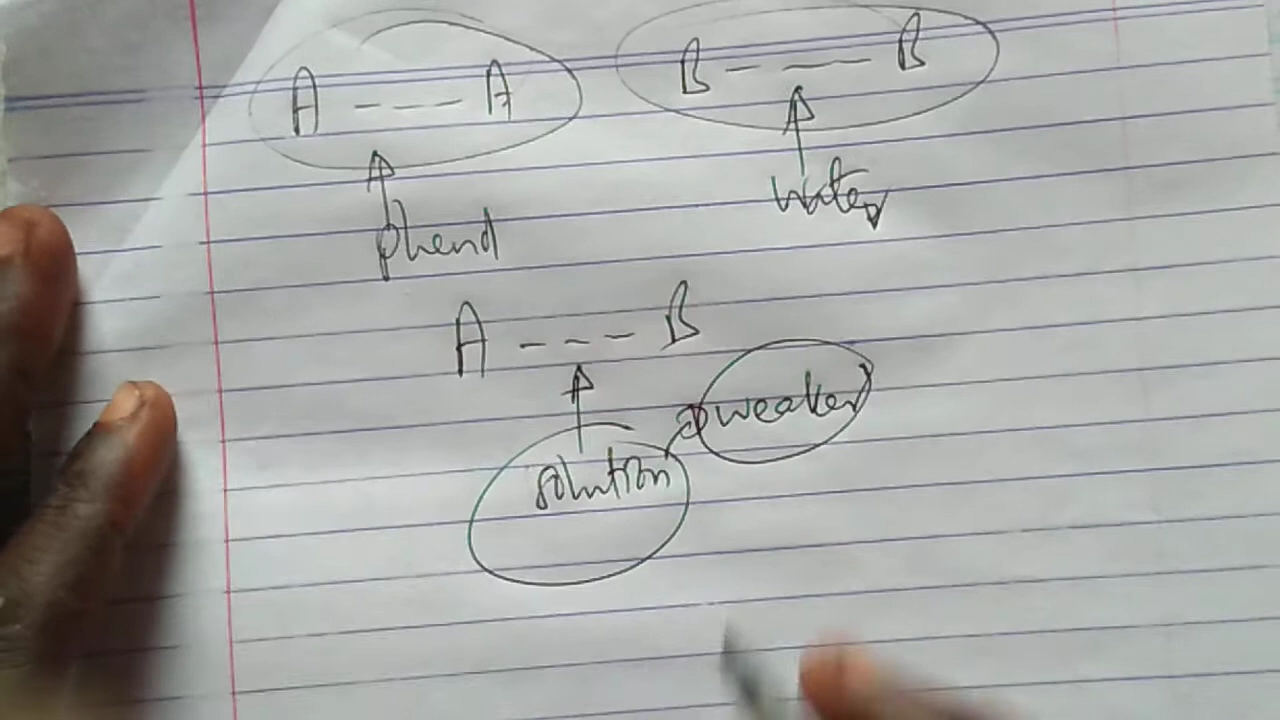 A --- A
B --- B
phenol
water
A --- B
weaker
solution